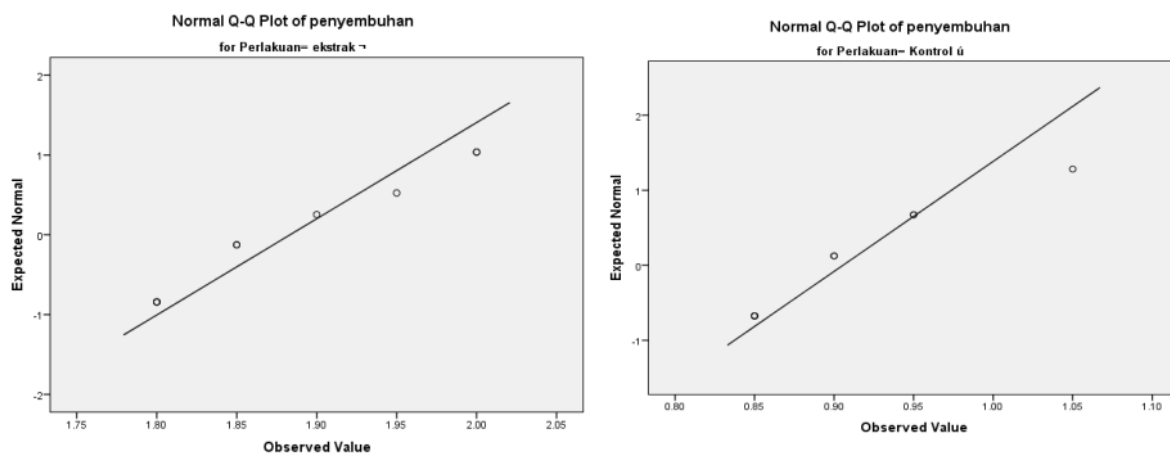 Normal Q-Q Plot of penyembuhan
for Perlakuan= ekstrak ¬
2
1
0
-1
-2
Expected Normal
1.75 1.80 1.85 1.90 1.95 2.00 2.05
Observed Value
Normal Q-Q Plot of penyembuhan
for Perlakuan= Kontrol ú
2
1
0
-1
Expected Normal
0.80 0.85 0.90 0.95 1.00 1.05 1.10
Observed Value